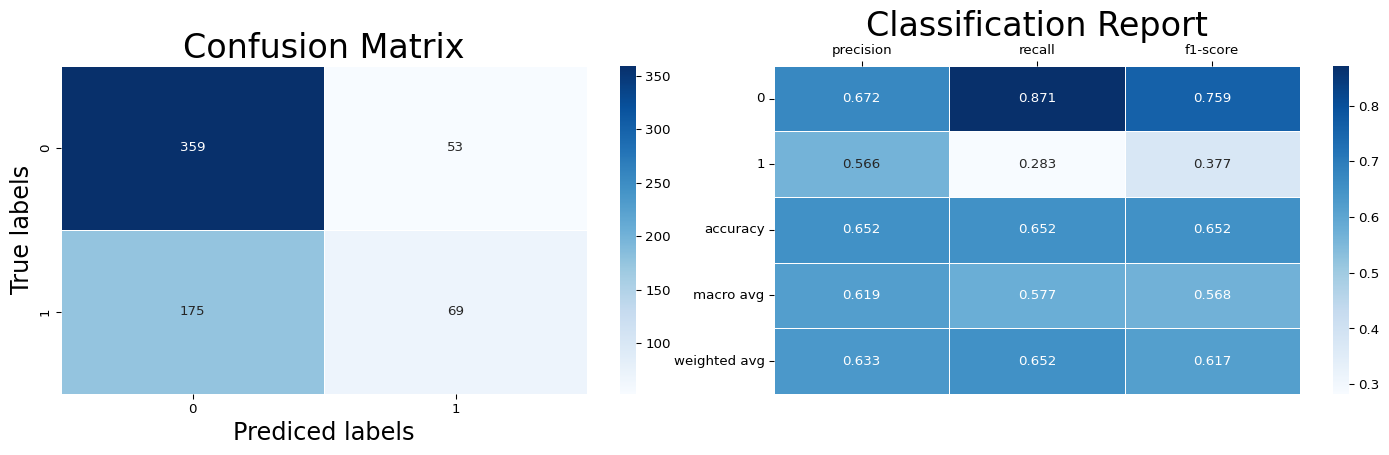 Confusion Matrix
0
1
True labels
359 53
175 69
0 1
Prediced labels
350
300
250
200
150
100
Classification Report
precision recall f1-score
0 0.672 0.871 0.759
1 0.566 0.283 0.377
accuracy 0.652 0.652 0.652
macro avg 0.619 0.577 0.568
weighted avg 0.633 0.652 0.617
0.8
0.7
0.6
0.5
0.4
0.3